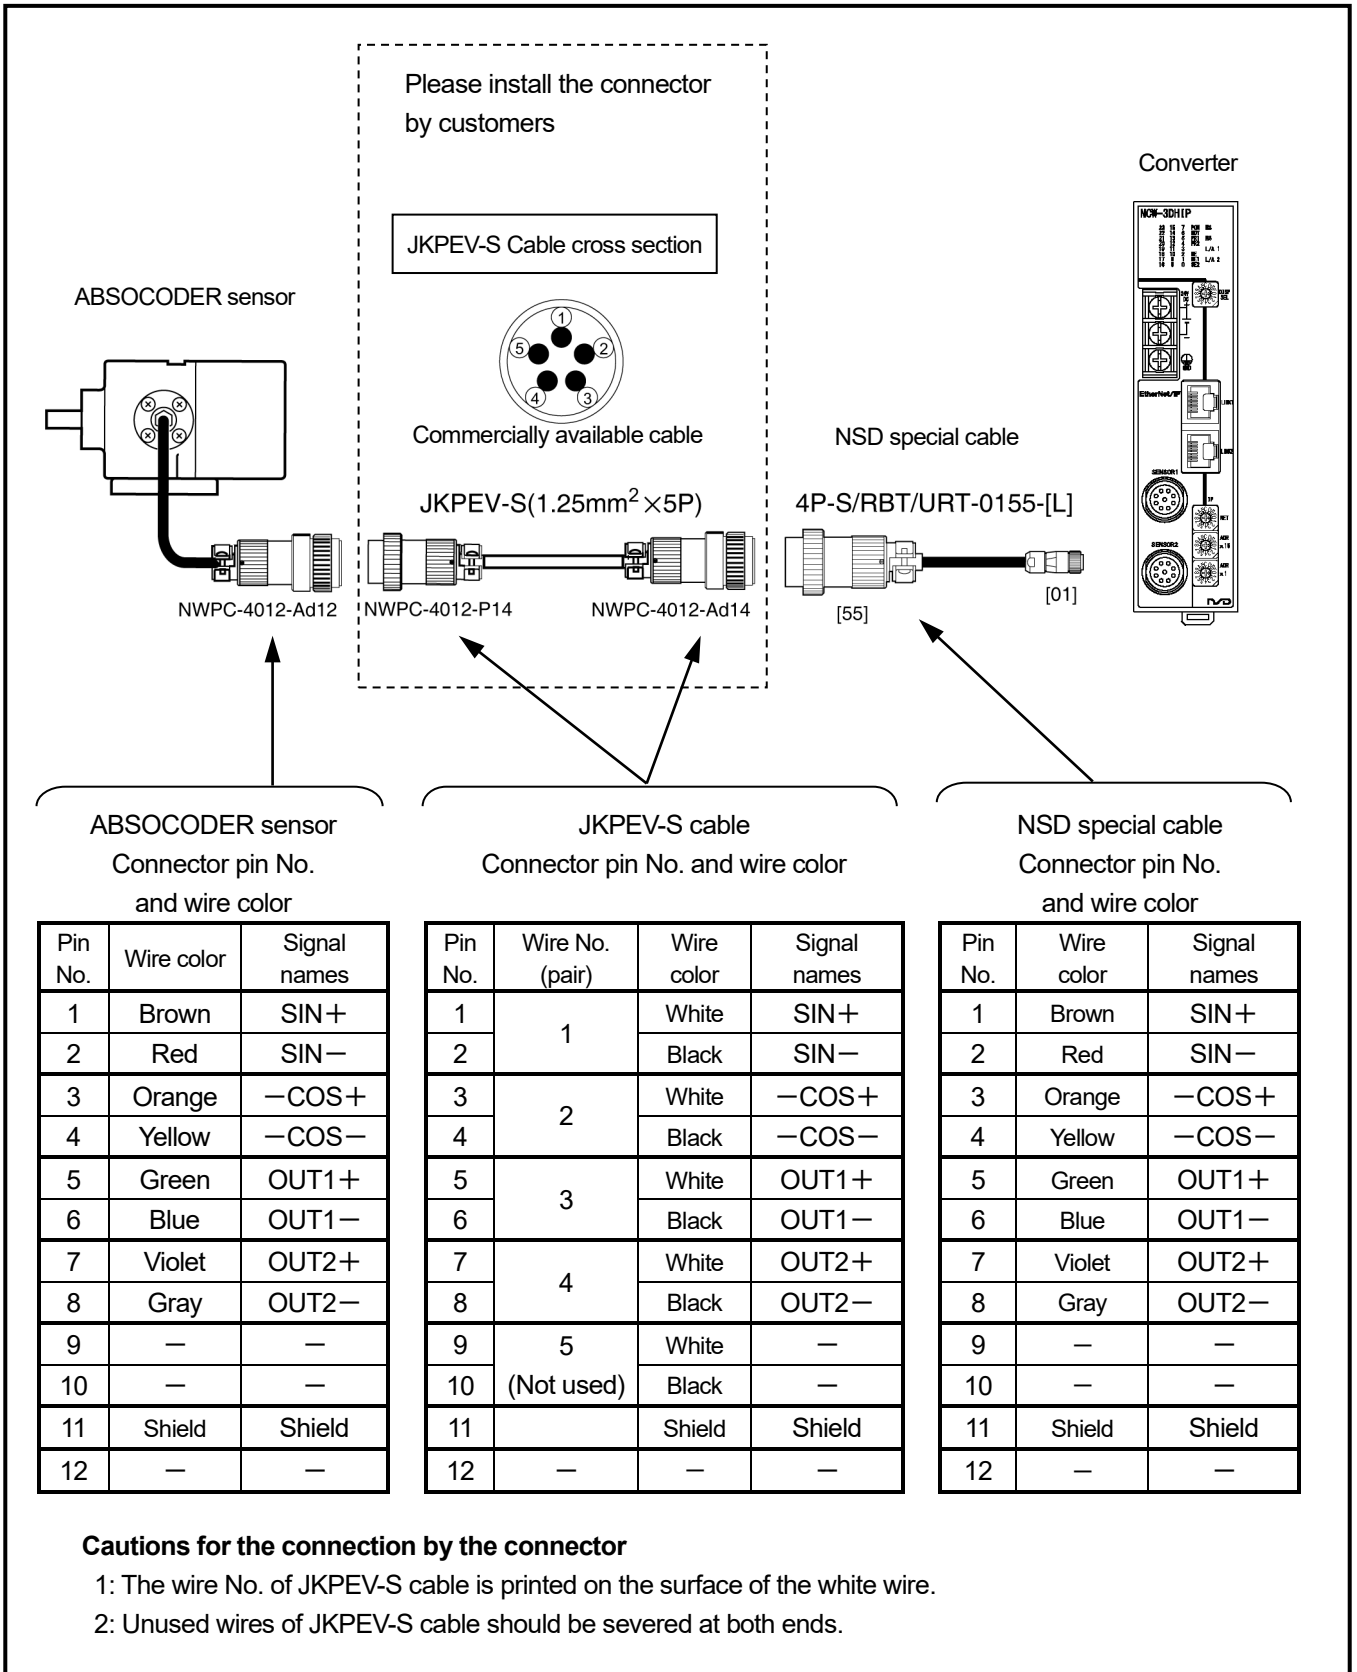 Please install the connector
by customers
Converter
JKPEV-S Cable cross section
NCW-3DHIP
ABSOCODER sensor
1
5
2
4
3
EtherNet/IP
Commercially available cable
NSD special cable
SENSOR1
JKPEV-S(1.25mm²×5P)
4P-S/RBT/URT-0155-[L]
SENSOR2
NWPC-4012-Ad12
NWPC-4012-P14
NWPC-4012-Ad14
[55]
[01]
ABSOCODER sensor
Connector pin No.
and wire color
JKPEV-S cable
Connector pin No. and wire color
NSD special cable
Connector pin No.
and wire color
Pin No. Wire color Signal names
1 Brown SIN+
2 Red SIN−
3 Orange −COS+
4 Yellow −COS−
5 Green OUT1+
6 Blue OUT1−
7 Violet OUT2+
8 Gray OUT2−
9 − −
10 − −
11 Shield Shield
12 − −
Pin No. Wire No. (pair) Wire color Signal names
1 1 White SIN+
2 Black SIN−
3 2 White −COS+
4 Black −COS−
5 3 White OUT1+
6 Black OUT1−
7 4 White OUT2+
8 Black OUT2−
9 5 White −
10 (Not used) Black −
11 Shield Shield
12 − − −
Pin No. Wire color Signal names
1 Brown SIN+
2 Red SIN−
3 Orange −COS+
4 Yellow −COS−
5 Green OUT1+
6 Blue OUT1−
7 Violet OUT2+
8 Gray OUT2−
9 − −
10 − −
11 Shield Shield
12 − −
Cautions for the connection by the connector
1: The wire No. of JKPEV-S cable is printed on the surface of the white wire.
2: Unused wires of JKPEV-S cable should be severed at both ends.